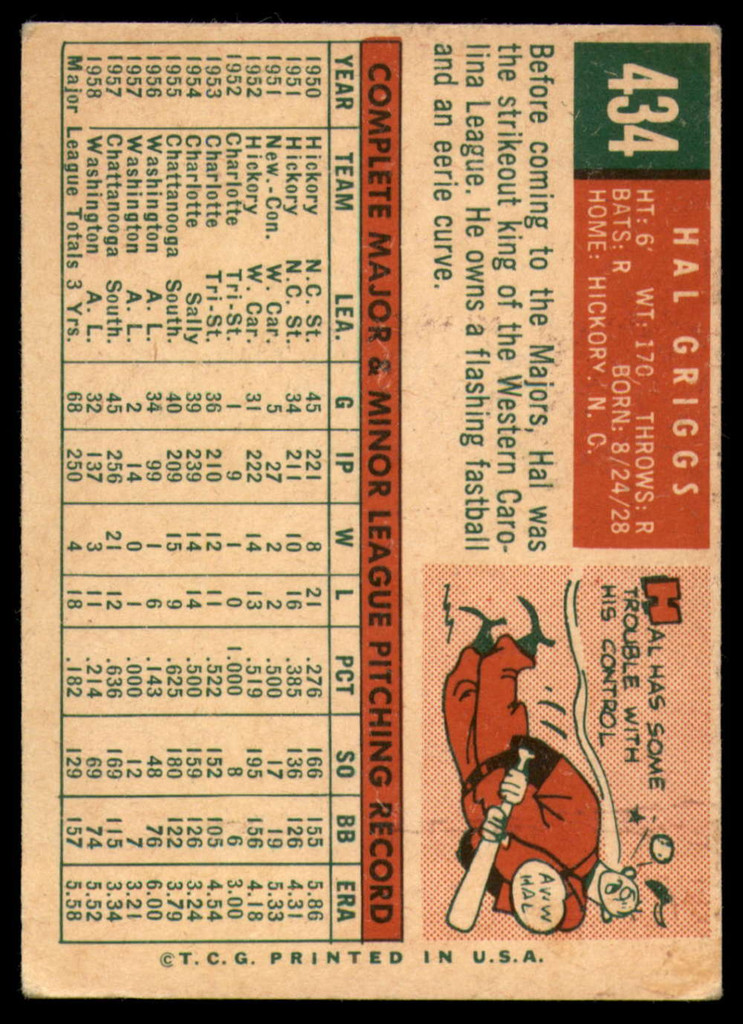 434
HAL GRIGGS
HT: 6' WT: 170 THROWS: R
BATS: R BORN: 8/24/28
HOME: HICKORY, N. C.
Before coming to the Majors, Hal was
the strikeout king of the Western Caro-
lina League. He owns a flashing fastball
and an eerie curve.
HAL HAS SOME
TROUBLE WITH
HIS CONTROL
AWW
HAL
COMPLETE MAJOR & MINOR LEAGUE PITCHING RECORD
YEAR TEAM LEA. G IP W L PCT SO BB ERA
1950 Hickory N.C. St. 45 221 8 21 .276 166 155 5.86
1951 Hickory N.C. St. 34 211 10 16 .385 136 126 4.31
1951 New.-Con. W. Car. 5 27 2 2 .500 17 19 5.33
1952 Hickory W. Car. 31 222 14 13 .519 195 156 4.18
1952 Charlotte Tri-St. 1 9 1 0 1.000 8 6 3.00
1953 Charlotte Tri-St. 36 210 12 11 .522 152 105 4.54
1954 Charlotte Sally 39 239 14 14 .500 159 126 3.24
1955 Chattanooga South. 40 209 15 9 .625 180 122 3.79
1956 Washington A. L. 34 99 1 6 .143 48 76 6.00
1957 Washington A. L. 2 14 0 1 .000 12 7 3.21
1957 Chattanooga South. 45 256 21 12 .636 169 115 3.34
1958 Washington A. L. 32 137 3 11 .214 69 74 5.52
Major League Totals 3 Yrs. 68 250 4 18 .182 129 157 5.58
©T.C.G. PRINTED IN U.S.A.